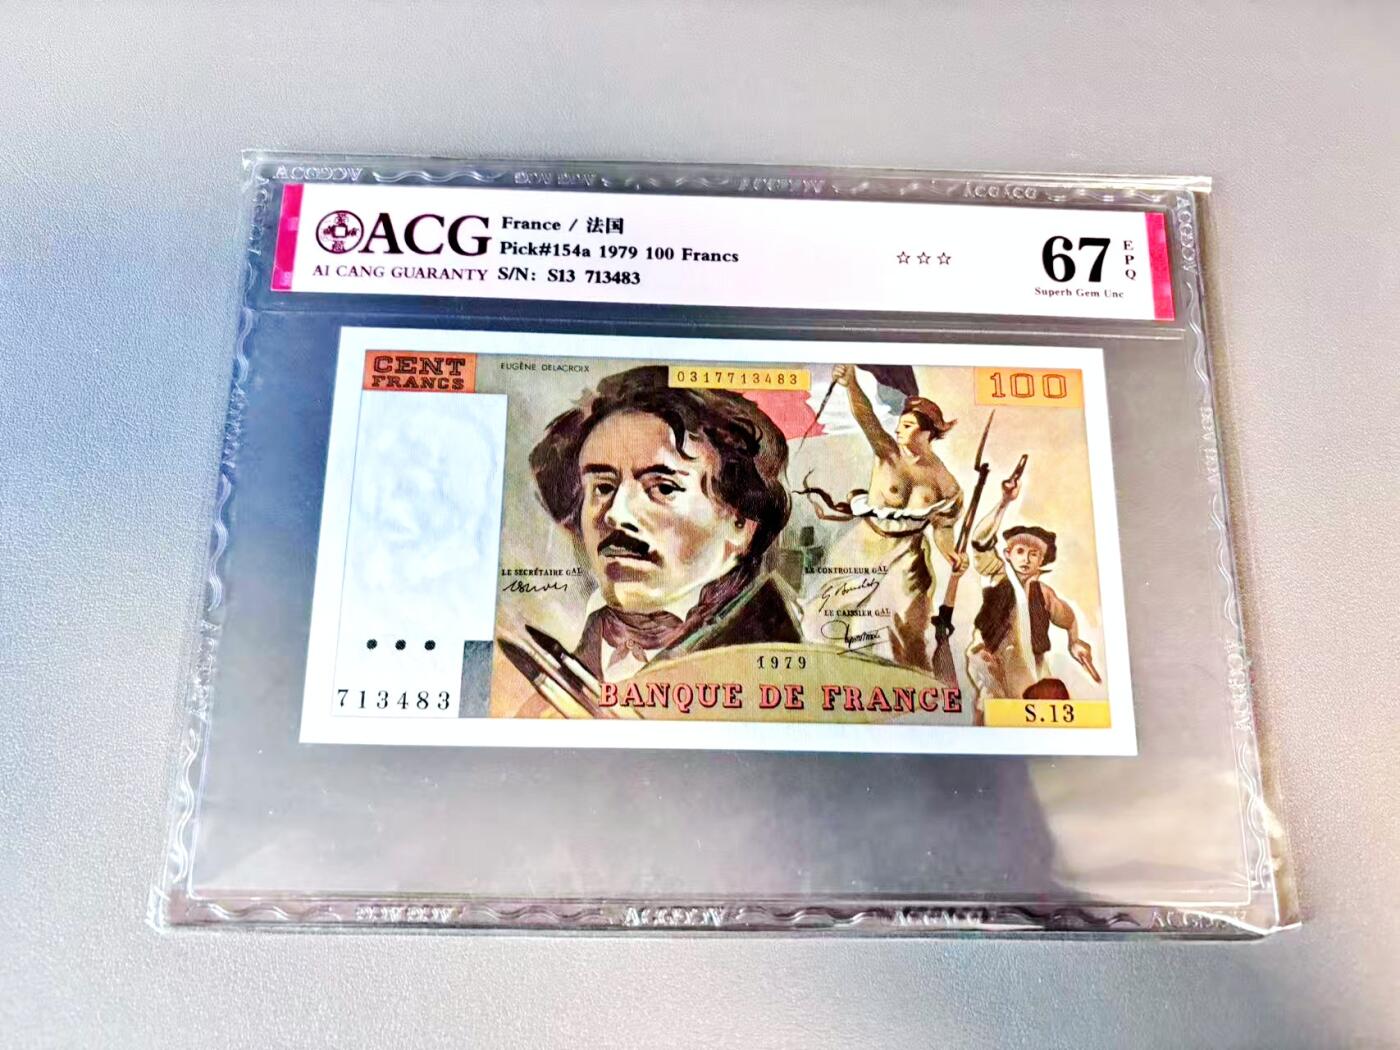 ACG
AI CANG GUARANTY
France / 法国
Pick#154a 1979 100 Francs
S/N: S13 713483
☆☆☆
67
EPQ
Superb Gem Unc
CENT
FRANCS
EUGÈNE DELACROIX
0317713483
100
LE SECRÉTAIRE GAL
LE CONTROLEUR GAL
LE CAISSIER GAL
1979
713483
BANQUE DE FRANCE
S.13